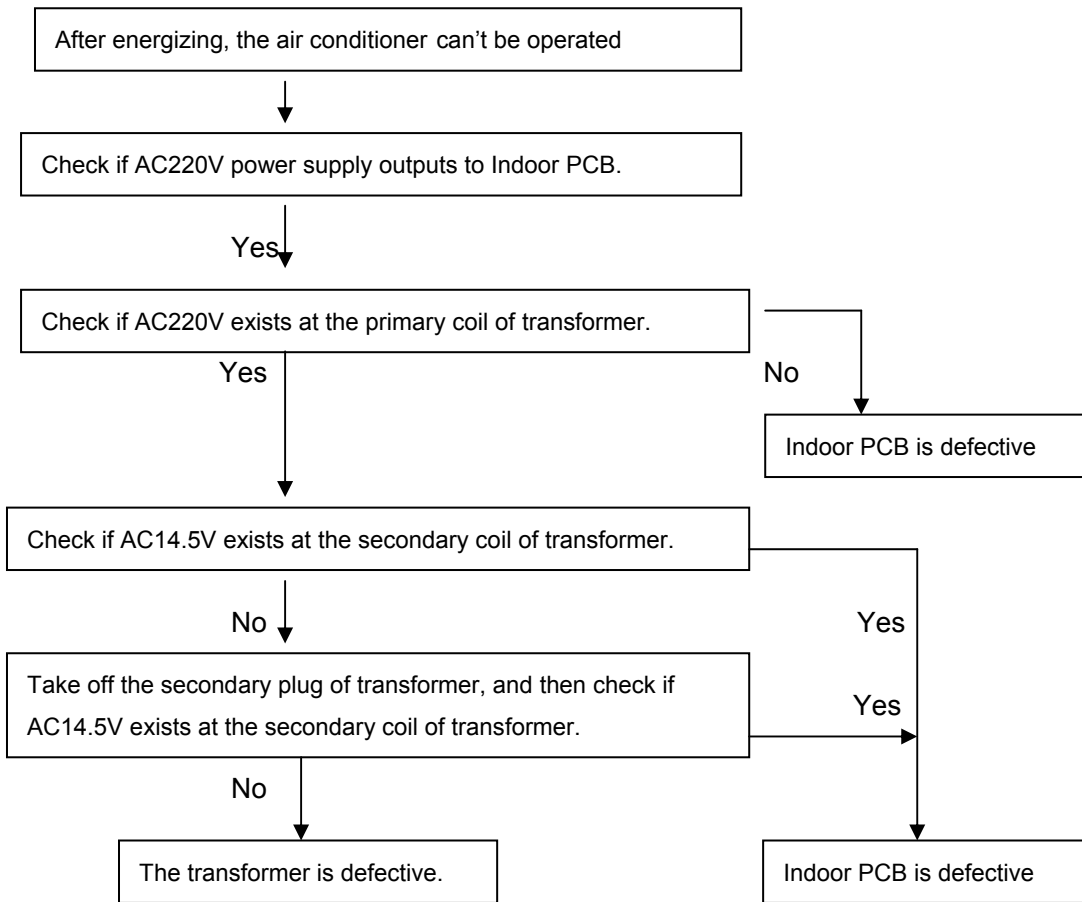 After energizing, the air conditioner can’t be operated
Check if AC220V power supply outputs to Indoor PCB.
Yes
Check if AC220V exists at the primary coil of transformer.
Yes
No
Indoor PCB is defective
Check if AC14.5V exists at the secondary coil of transformer.
No
Yes
Take off the secondary plug of transformer, and then check if
AC14.5V exists at the secondary coil of transformer.
Yes
No
The transformer is defective.
Indoor PCB is defective